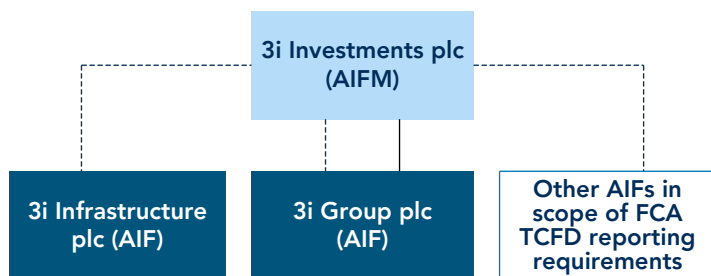 3i Investments plc
(AIFM)
3i Infrastructure
plc (AIF)
3i Group plc
(AIF)
Other AIFs in
scope of FCA
TCFD reporting
requirements